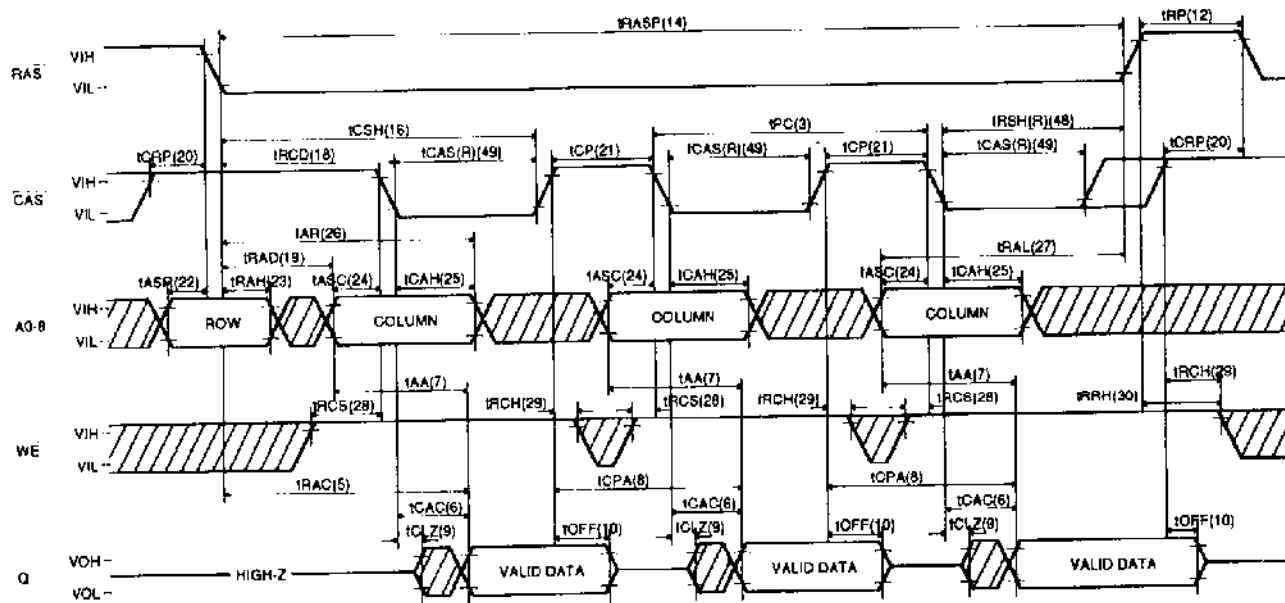 tRASP(14)
tRP(12)
RAS
VIH
VIL
tCSH(16)
tPC(3)
tRSH(R)(48)
tCRP(20)
tRCD(18)
tCAS(R)(49)
tCP(21)
tCAS(R)(49)
tCP(21)
tCAS(R)(49)
tCRP(20)
CAS
VIH
VIL
tAR(26)
tRAD(19)
tRAL(27)
tASR(22)
tRAH(23)
tASC(24)
tCAH(25)
tASC(24)
tCAH(25)
tASC(24)
tCAH(25)
A0-8
VIH
VIL
ROW
COLUMN
COLUMN
COLUMN
tAA(7)
tAA(7)
tAA(7)
tRCH(29)
tRCS(28)
tRCH(29)
tRCS(28)
tRCH(29)
tRCS(28)
tRRH(30)
WE
VIH
VIL
tRAC(5)
tCPA(8)
tCPA(8)
tCAC(6)
tCAC(6)
tCAC(6)
tCLZ(9)
tOFF(10)
tCLZ(9)
tOFF(10)
tCLZ(9)
tOFF(10)
Q
VOH
VOL
HIGH-Z
VALID DATA
VALID DATA
VALID DATA